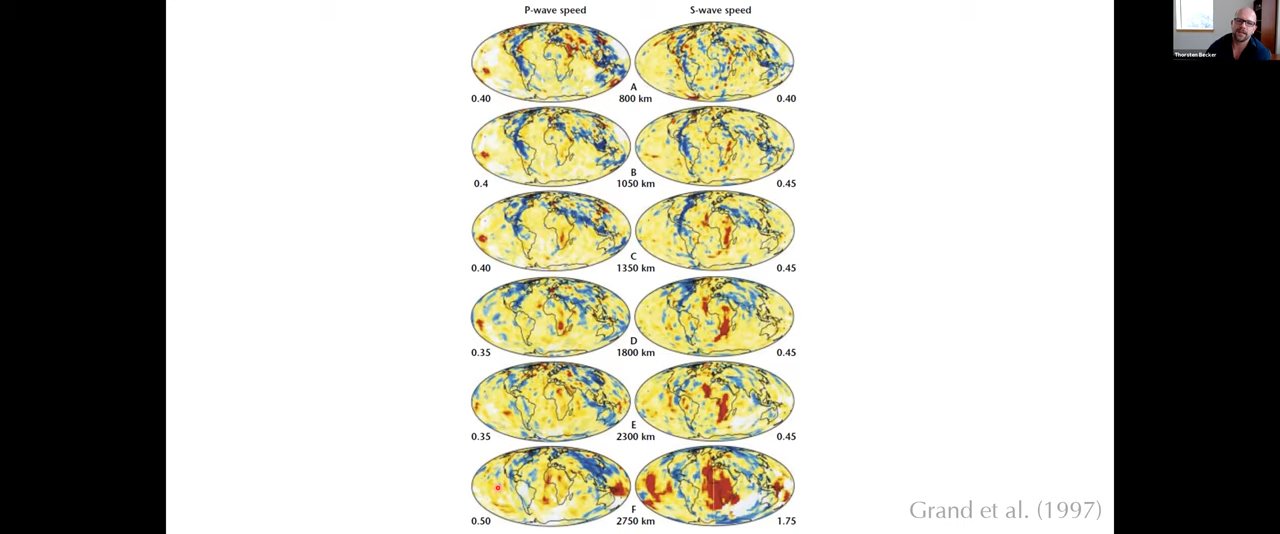 P-wave speed S-wave speed
Thorsten Becker
A
0.40 800 km 0.40
B
0.4 1050 km 0.45
C
0.40 1350 km 0.45
D
0.35 1800 km 0.45
E
0.35 2300 km 0.45
F
0.50 2750 km 1.75
Grand et al. (1997)